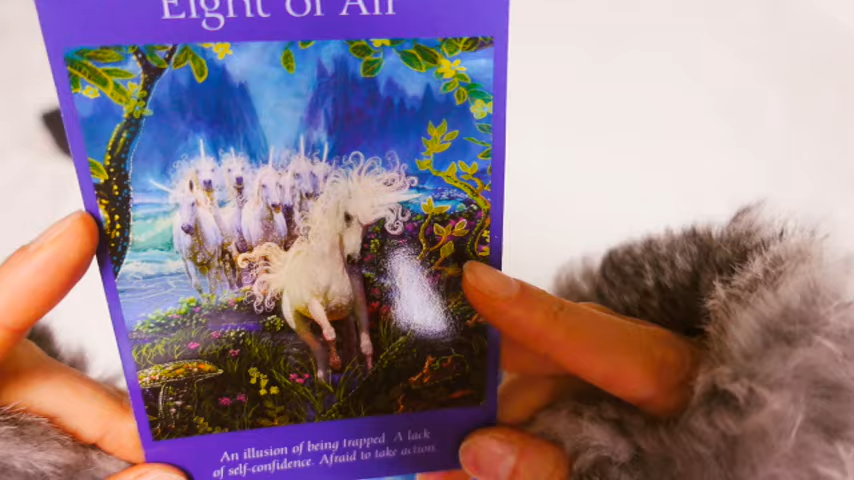 Eight of Air
An illusion of being trapped. A lack
of self-confidence. Afraid to take action.